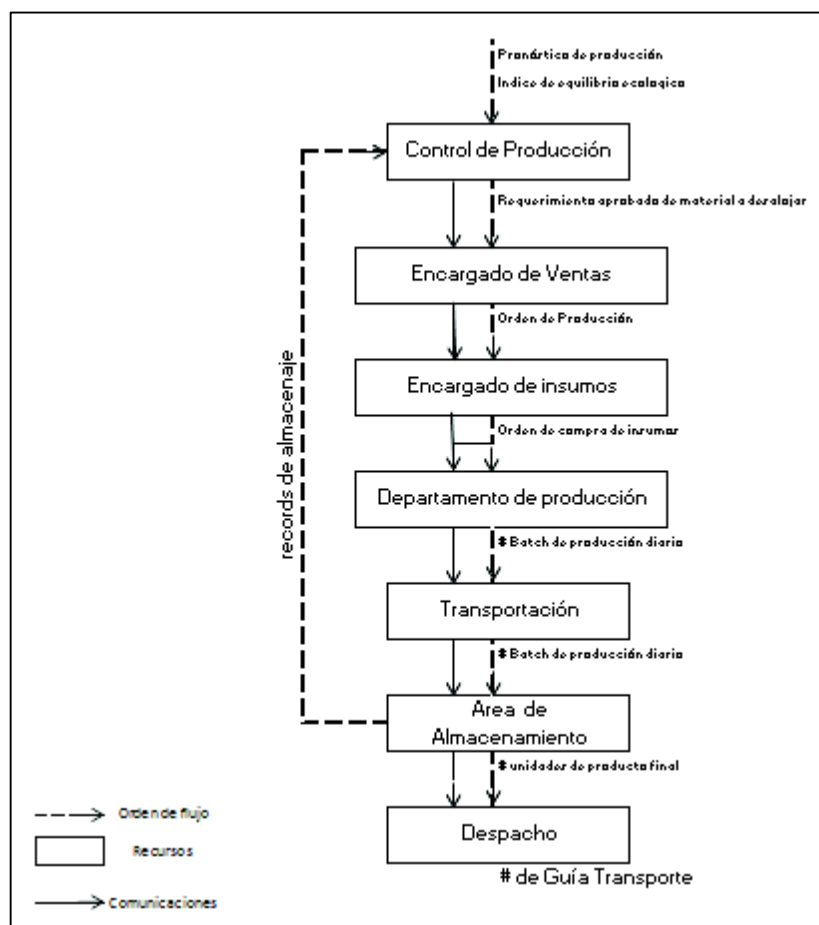 Pronóstico de producción
Indice de equilibrio ecologico
Control de Producción
Requerimiento aprobado de material a desalojar
Encargado de Ventas
Orden de Producción
Encargado de insumos
Orden de compra de insumos
Departamento de producción
# Batch de producción diario
Transportación
# Batch de producción diario
Area de
Almacenamiento
# unidades de producto final
Despacho
# de Guía Transporte
records de almacenaje
Orden de flujo
Recursos
Comunicaciones